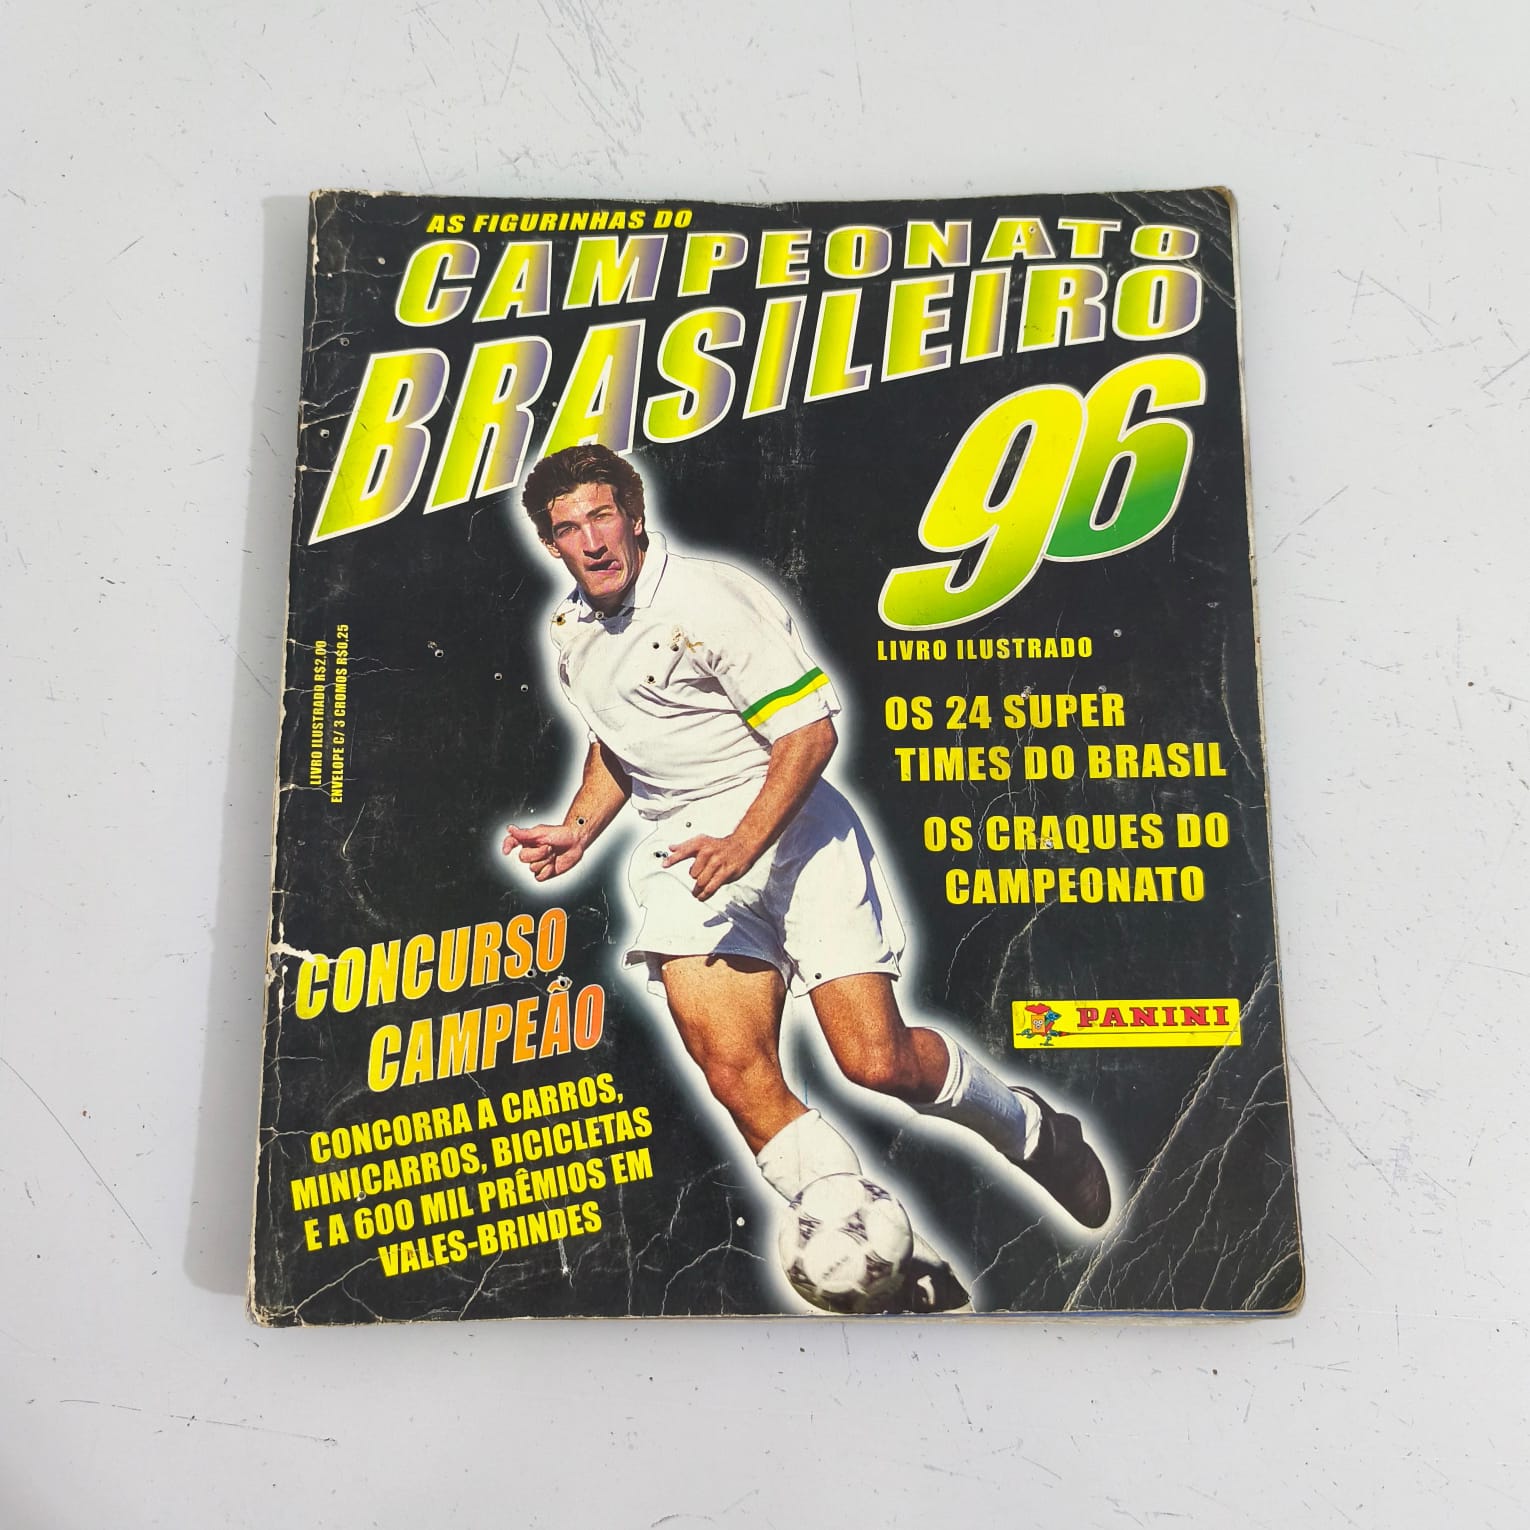 AS FIGURINHAS DO
CAMPEONATO
BRASILEIRO
96
LIVRO ILUSTRADO
LIVRO ILUSTRADO R$2,00
ENVELOPE C/ 3 CROMOS R$0,25
OS 24 SUPER
TIMES DO BRASIL
OS CRAQUES DO
CAMPEONATO
CONCURSO
CAMPEÃO
PANINI
CONCORRA A CARROS,
MINICARROS, BICICLETAS
E A 600 MIL PRÊMIOS EM
VALES-BRINDES